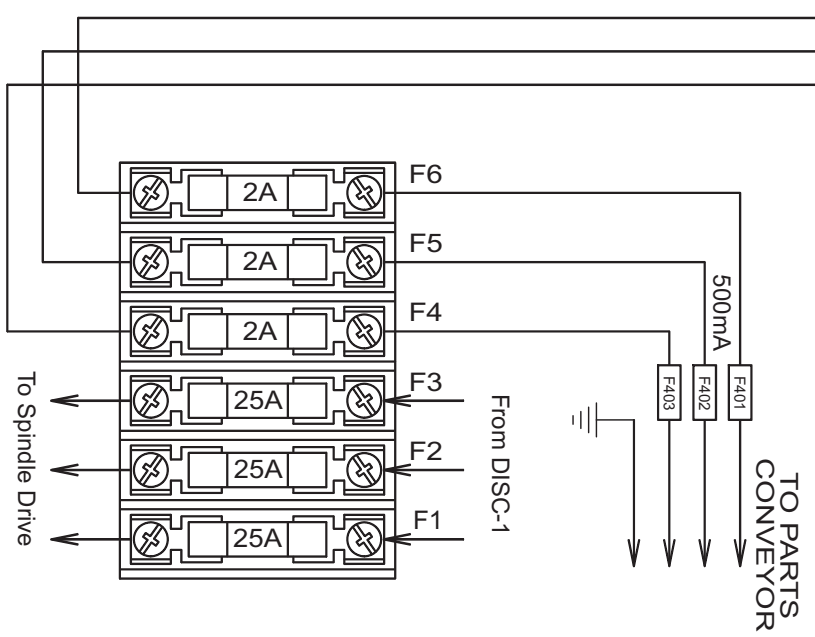 F6
2A
F5
2A
F4
2A
F3
25A
F2
25A
F1
25A
To Spindle Drive
From DISC-1
500mA
F403
F402
F401
TO PARTS
CONVEYOR